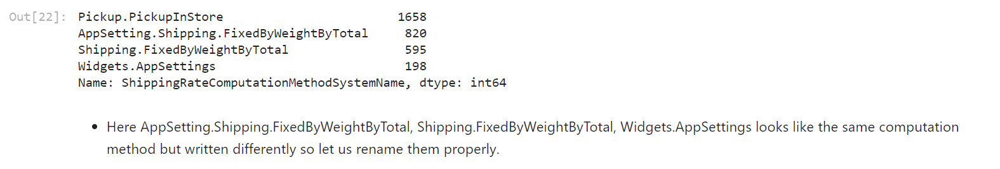 Out[22]: Pickup.PickupInStore 1658
AppSetting.Shipping.FixedByWeightByTotal 820
Shipping.FixedByWeightByTotal 595
Widgets.AppSettings 198
Name: ShippingRateComputationMethodSystemName, dtype: int64
• Here AppSetting.Shipping.FixedByWeightByTotal, Shipping.FixedByWeightByTotal, Widgets.AppSettings looks like the same computation
method but written differently so let us rename them properly.